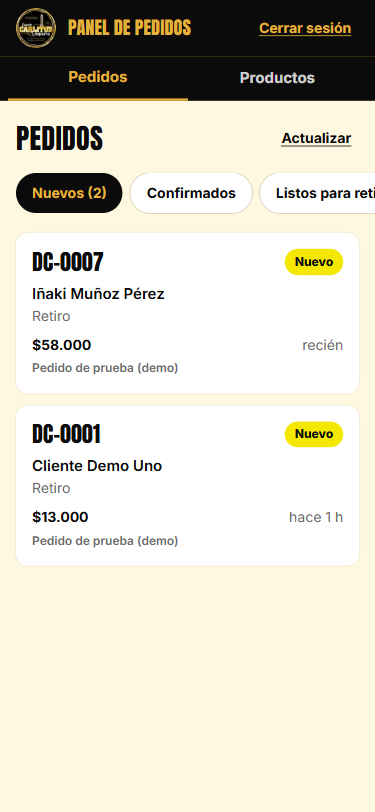 CARLITOS
PANEL DE PEDIDOS
Cerrar sesión
Pedidos
Productos
PEDIDOS
Actualizar
Nuevos (2)
Confirmados
Listos para reti
DC-0007
Nuevo
Iñaki Muñoz Pérez
Retiro
$58.000
recién
Pedido de prueba (demo)
DC-0001
Nuevo
Cliente Demo Uno
Retiro
$13.000
hace 1 h
Pedido de prueba (demo)